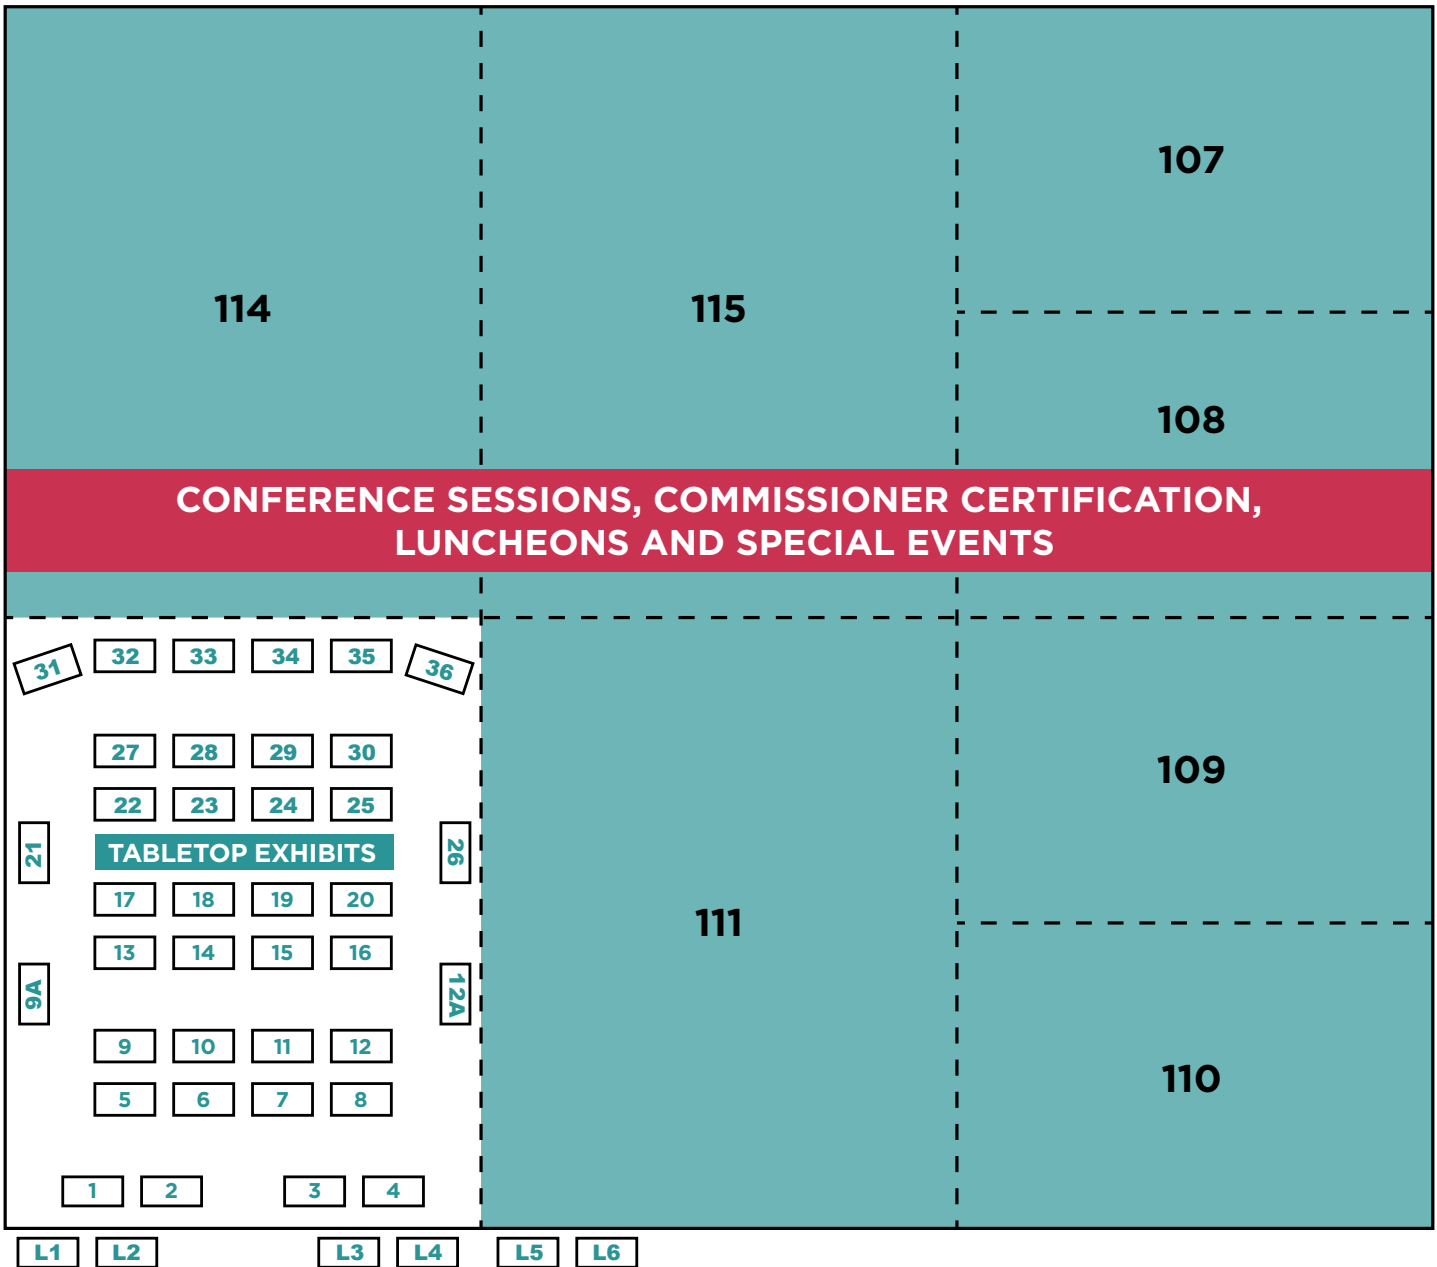 107
114
115
108
CONFERENCE SESSIONS, COMMISSIONER CERTIFICATION,
LUNCHEONS AND SPECIAL EVENTS
31 32 33 34 35 36
27 28 29 30
22 23 24 25
21
TABLETOP EXHIBITS
26
17 18 19 20
13 14 15 16
9A
12A
9 10 11 12
5 6 7 8
1 2 3 4
L1 L2 L3 L4 L5 L6
109
111
110